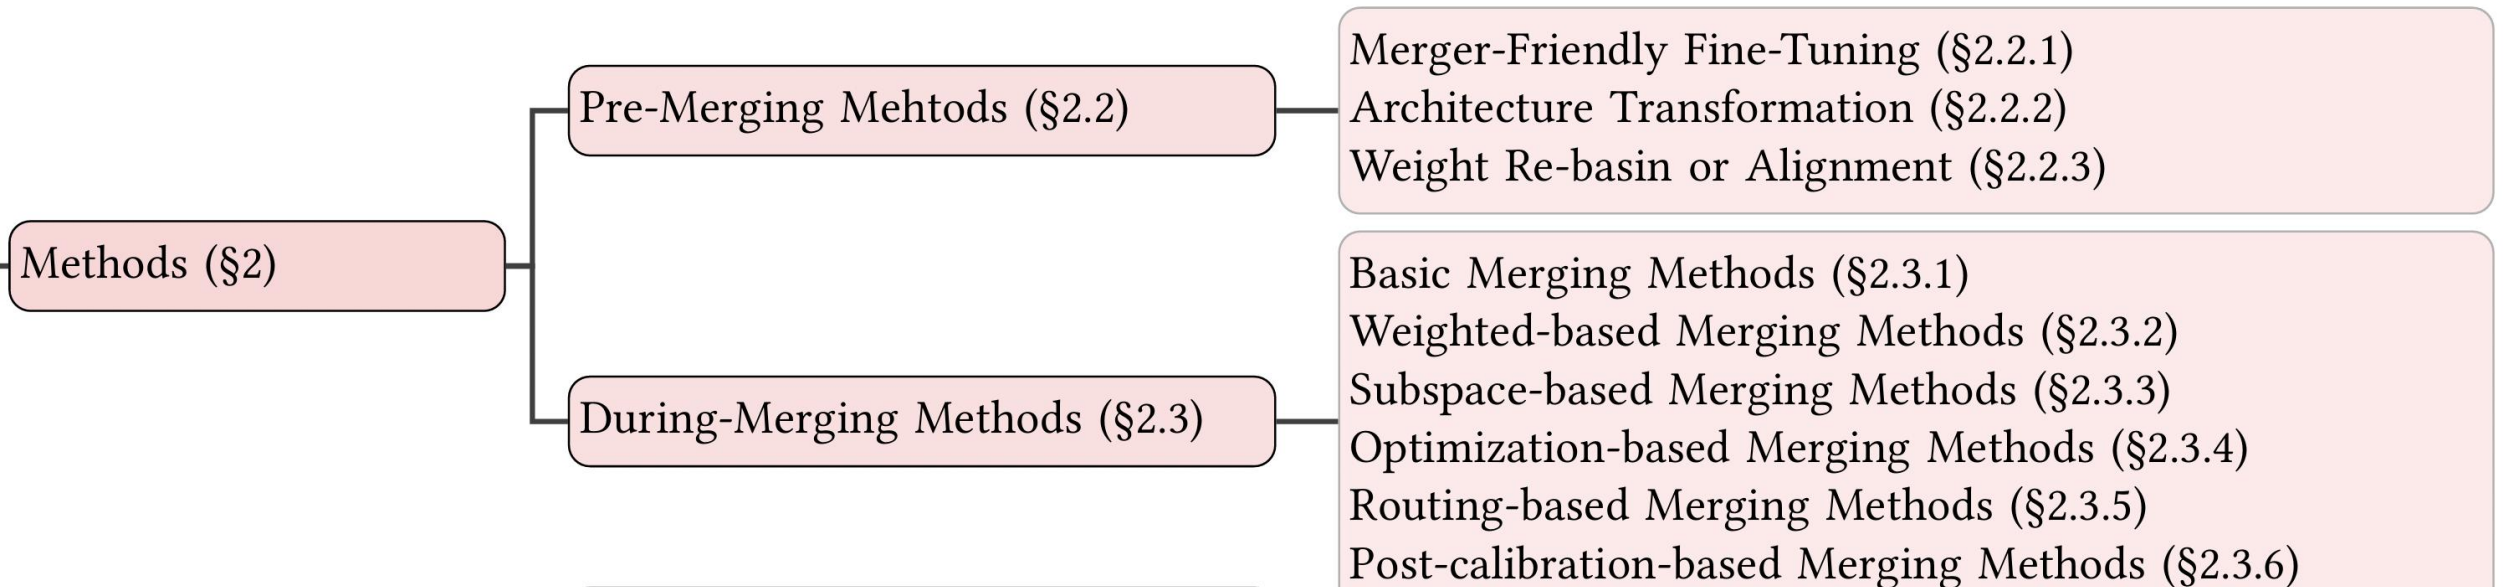 Methods (§2)
Pre-Merging Mehtods (§2.2)
Merger-Friendly Fine-Tuning (§2.2.1)
Architecture Transformation (§2.2.2)
Weight Re-basin or Alignment (§2.2.3)
During-Merging Methods (§2.3)
Basic Merging Methods (§2.3.1)
Weighted-based Merging Methods (§2.3.2)
Subspace-based Merging Methods (§2.3.3)
Optimization-based Merging Methods (§2.3.4)
Routing-based Merging Methods (§2.3.5)
Post-calibration-based Merging Methods (§2.3.6)